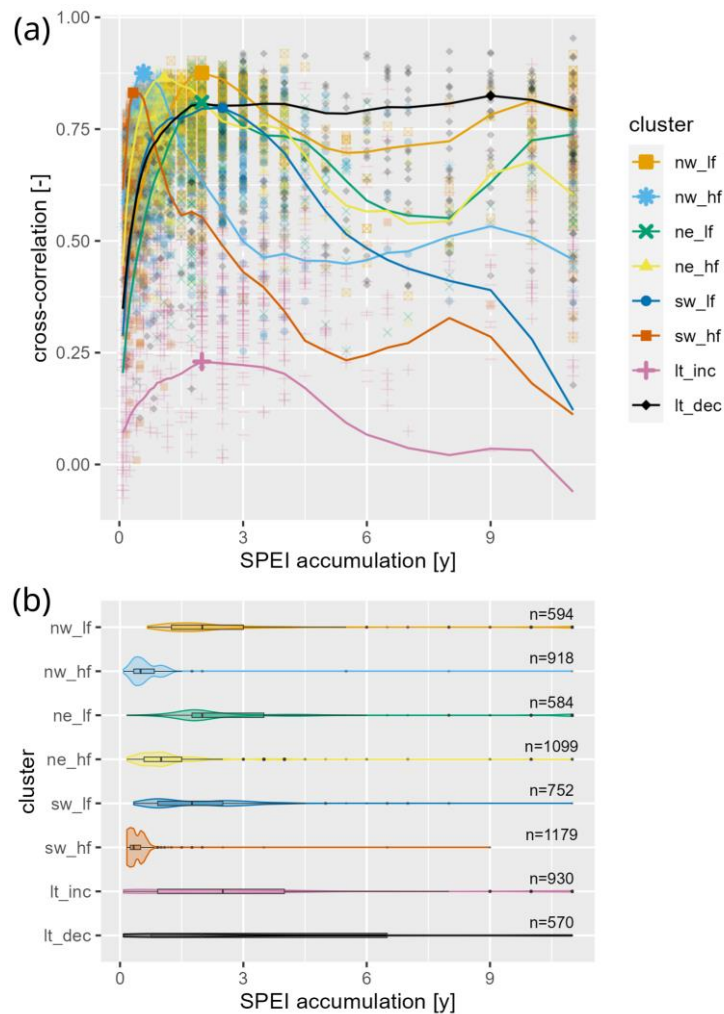 (a)
1.00
0.75
0.50
0.25
0.00
cross-correlation [-]
0 3 6 9
SPEI accumulation [y]
cluster
nw_lf
nw_hf
ne_lf
ne_hf
sw_lf
sw_hf
lt_inc
lt_dec
(b)
cluster
nw_lf n=594
nw_hf n=918
ne_lf n=584
ne_hf n=1099
sw_lf n=752
sw_hf n=1179
lt_inc n=930
lt_dec n=570
0 3 6 9
SPEI accumulation [y]